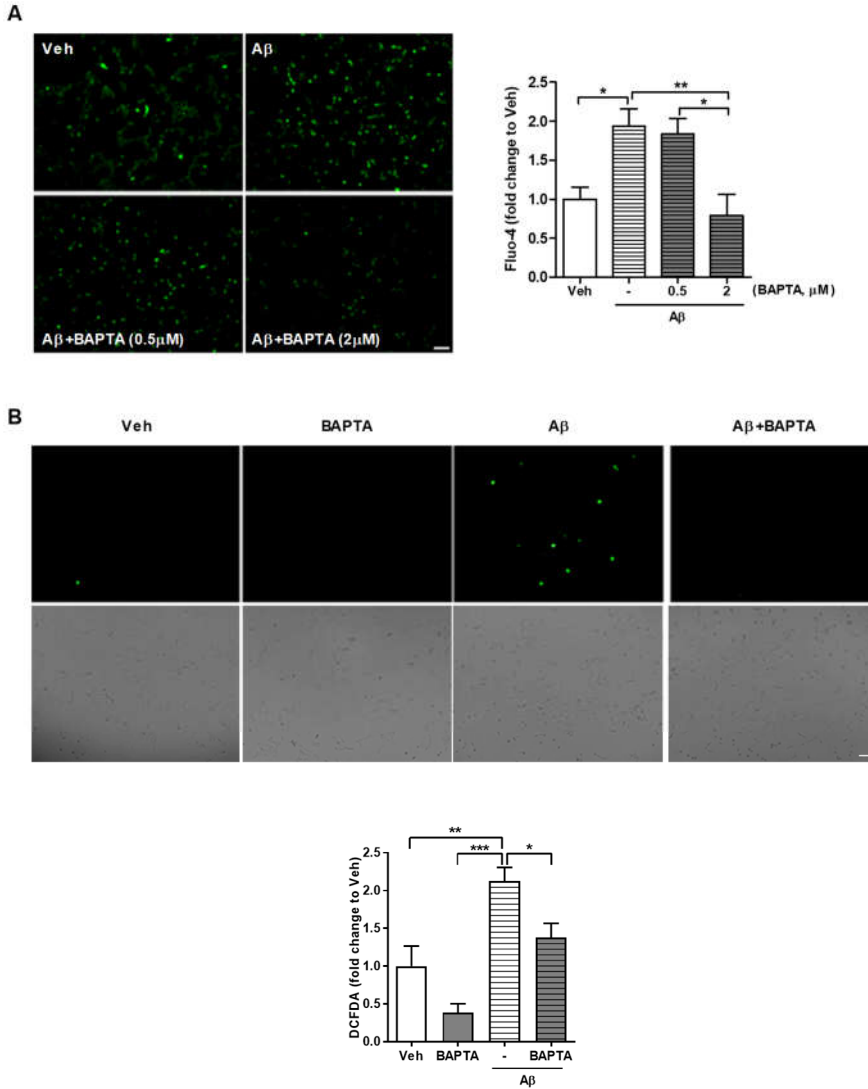 A
Veh
Aβ
Aβ+BAPTA (0.5μM)
Aβ+BAPTA (2μM)
Fluo-4 (fold change to Veh)
2.5
2.0
1.5
1.0
0.5
0.0
*
**
*
Veh
-
0.5
2
(BAPTA, μM)
Aβ
B
Veh
BAPTA
Aβ
Aβ+BAPTA
DCFDA (fold change to Veh)
2.5
2.0
1.5
1.0
0.5
0.0
**
***
*
Veh
BAPTA
-
BAPTA
Aβ